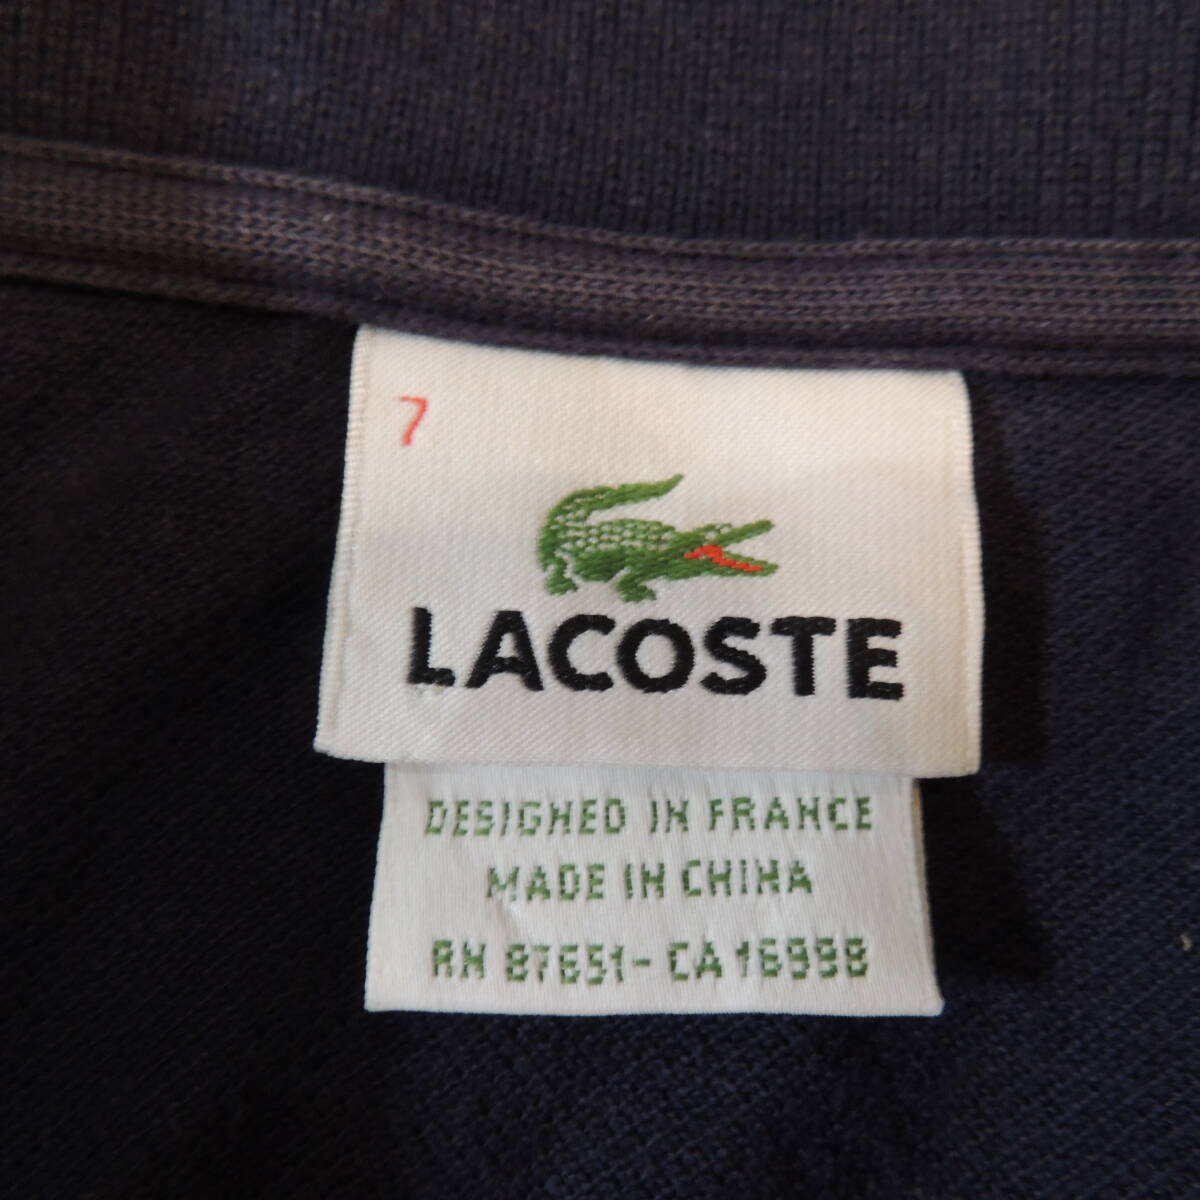 7
LACOSTE
DESIGNED IN FRANCE
MADE IN CHINA
RN 87651- CA 16998